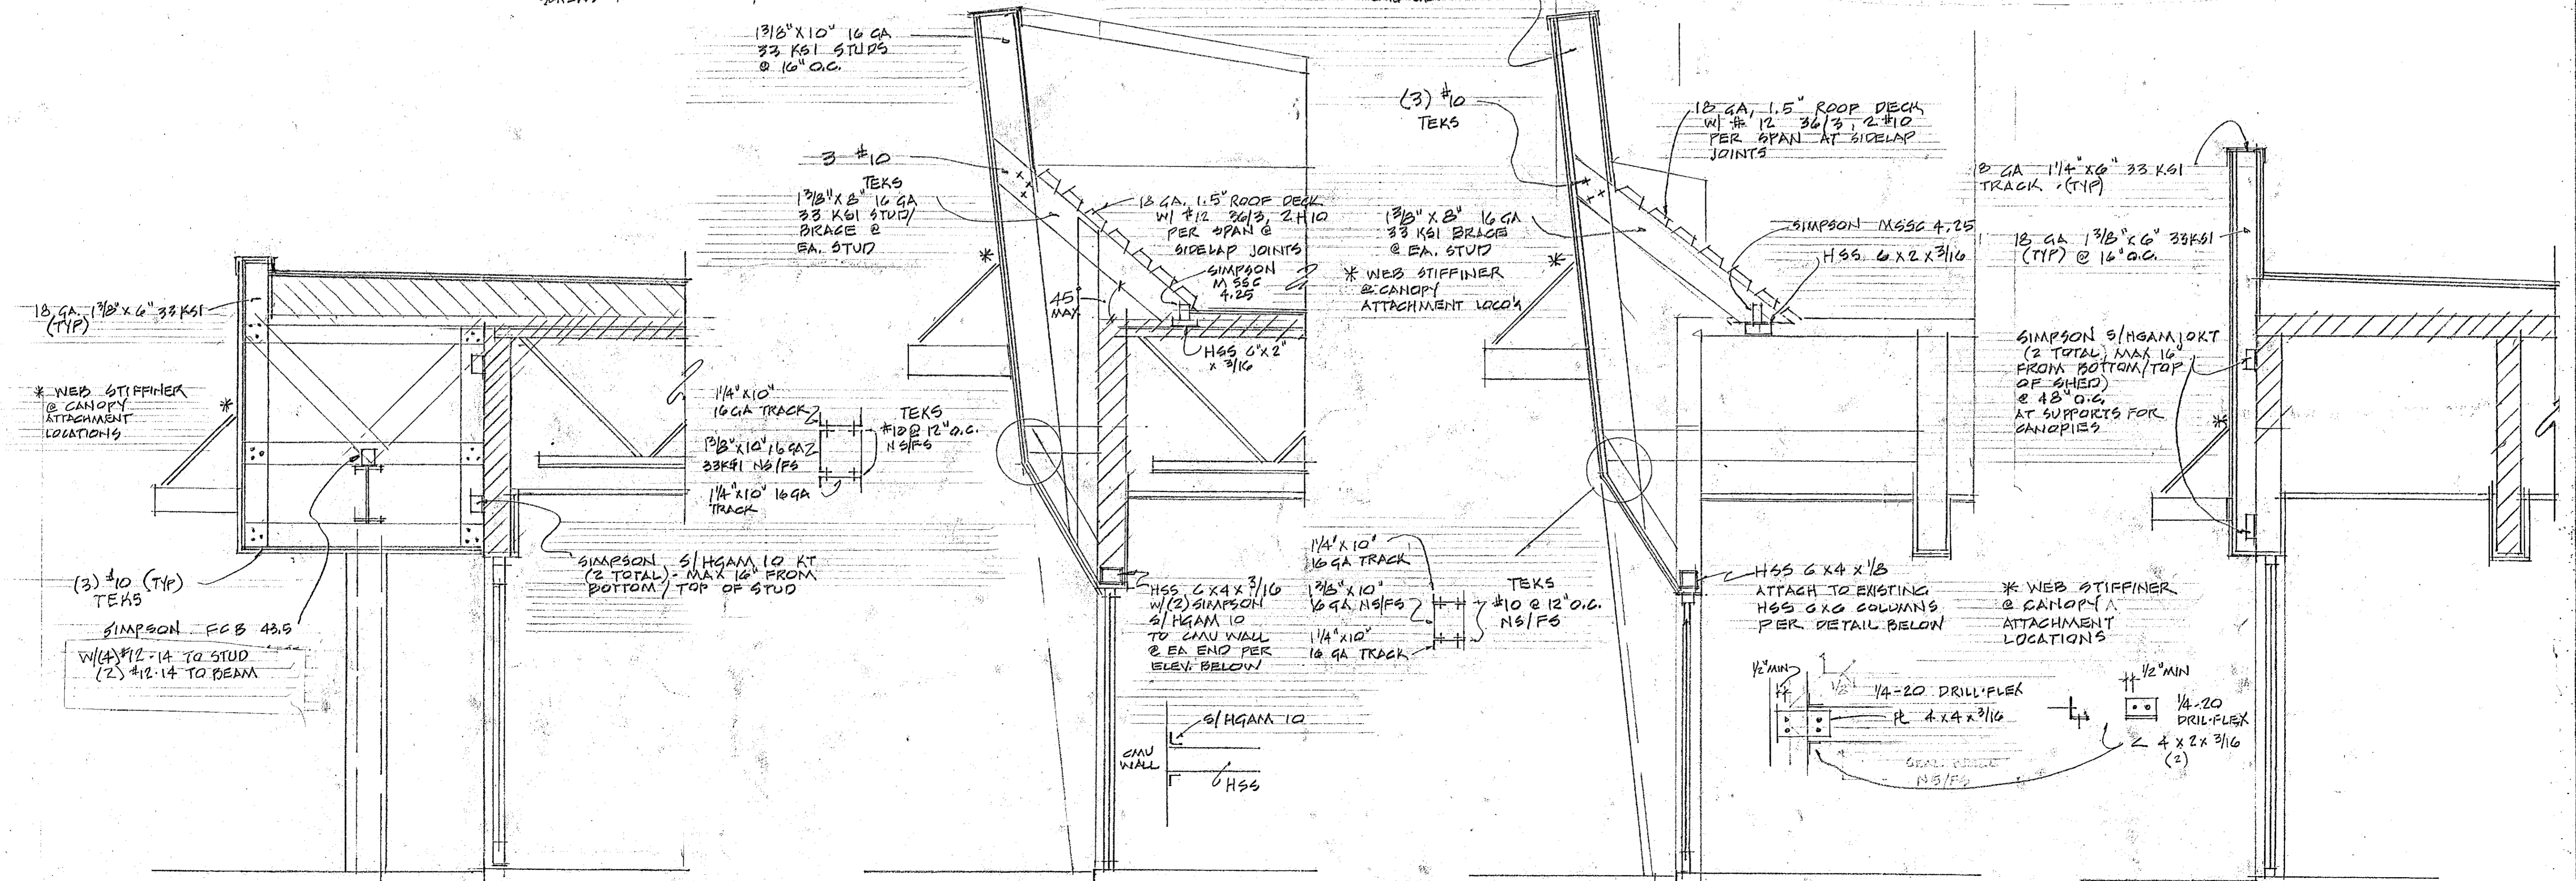 18 GA. 1 3/8" X 6" 33 KSI
(TYP)
* WEB STIFFINER
@ CANOPY
ATTACHMENT
LOCATIONS
*
(3) #10 (TYP)
TEKS
SIMPSON FCB 43.5
W/(4) #12-14 TO STUD
(2) #12-14 TO BEAM
SIMPSON S/HGAM 10 KT
(2 TOTAL) - MAX 16" FROM
BOTTOM / TOP OF STUD
1 3/8" X 10" 16 GA
33 KSI STUDS
@ 16" O.C.
3 #10
TEKS
1 3/8" X 8" 16 GA
33 KSI STUD/
BRACE @
EA. STUD
*
18 GA. 1.5" ROOF DECK
W/ #12 36/3, 2 #10
PER SPAN @
SIDELAP JOINTS
SIMPSON
MSSC
4.25
45°
MAX
HSS 6"X2"
X 3/16
1 1/4" X 10"
16 GA TRACK
1 3/8" X 10" 16 GA
33KSI NS/FS
1 1/4" X 10" 16 GA
TRACK
TEKS
#10 @ 12" O.C.
NS/FS
HSS 6 X 4 X 3/16
W/(2) SIMPSON
S/HGAM 10
TO CMU WALL
@ EA END PER
ELEV. BELOW
S/HGAM 10
CMU
WALL
HSS
(3) #10
TEKS
18 GA, 1.5" ROOF DECK
W/ # 12 36/3, 2 #10
PER SPAN AT SIDELAP
JOINTS
1 3/8" X 8" 16 GA
33 KSI BRACE
@ EA. STUD
* WEB STIFFINER
@ CANOPY
ATTACHMENT LOCO'S
*
SIMPSON MSSC 4.25
HSS 6 X 2 X 3/16
1 1/4" X 10"
16 GA TRACK
1 3/8" X 10"
16 GA NS/FS
1 1/4" X 10"
16 GA TRACK
TEKS
#10 @ 12" O.C.
NS/FS
HSS 6 X 4 X 1/8
ATTACH TO EXISTING
HSS 6X6 COLUMNS
PER DETAIL BELOW
1/2" MIN
1/8
1/4-20 DRILL-FLEX
PL 4 X 4 X 3/16
NS/FS
1/2" MIN
1/4-20
DRIL-FLEX
L 4 X 2 X 3/16
(2)
18 GA 1 1/4" X 6" 33 KSI
TRACK (TYP)
18 GA 1 3/8" X 6" 33KSI
(TYP) @ 16" O.C.
SIMPSON S/HGAM 10KT
(2 TOTAL) MAX 16"
FROM BOTTOM/TOP
OF SHED)
@ 48" O.C.
AT SUPPORTS FOR
CANOPIES
*
* WEB STIFFINER
@ CANOPY
ATTACHMENT
LOCATIONS